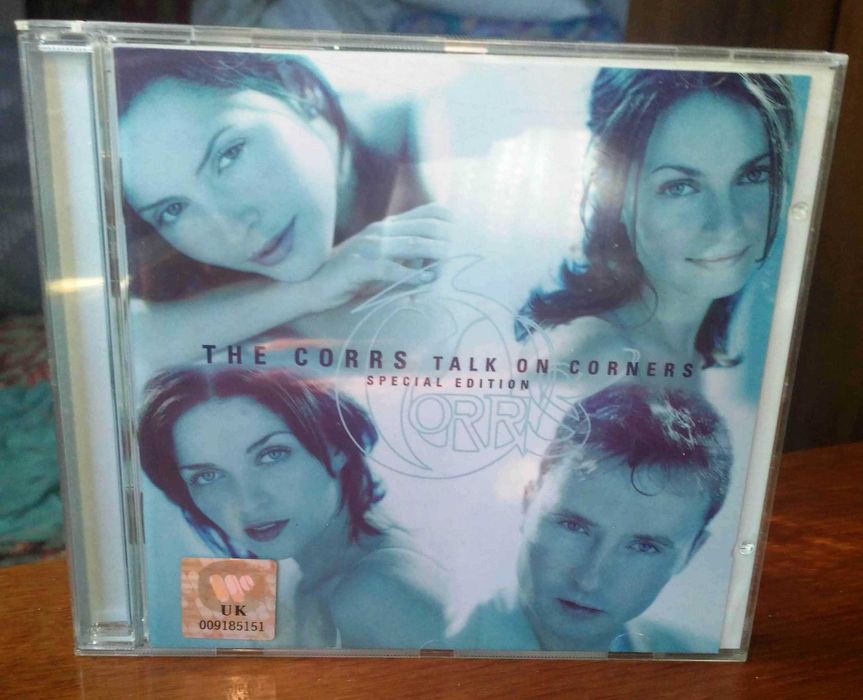 THE CORRS TALK ON CORNERS
SPECIAL EDITION
CORRS
UK
009185151